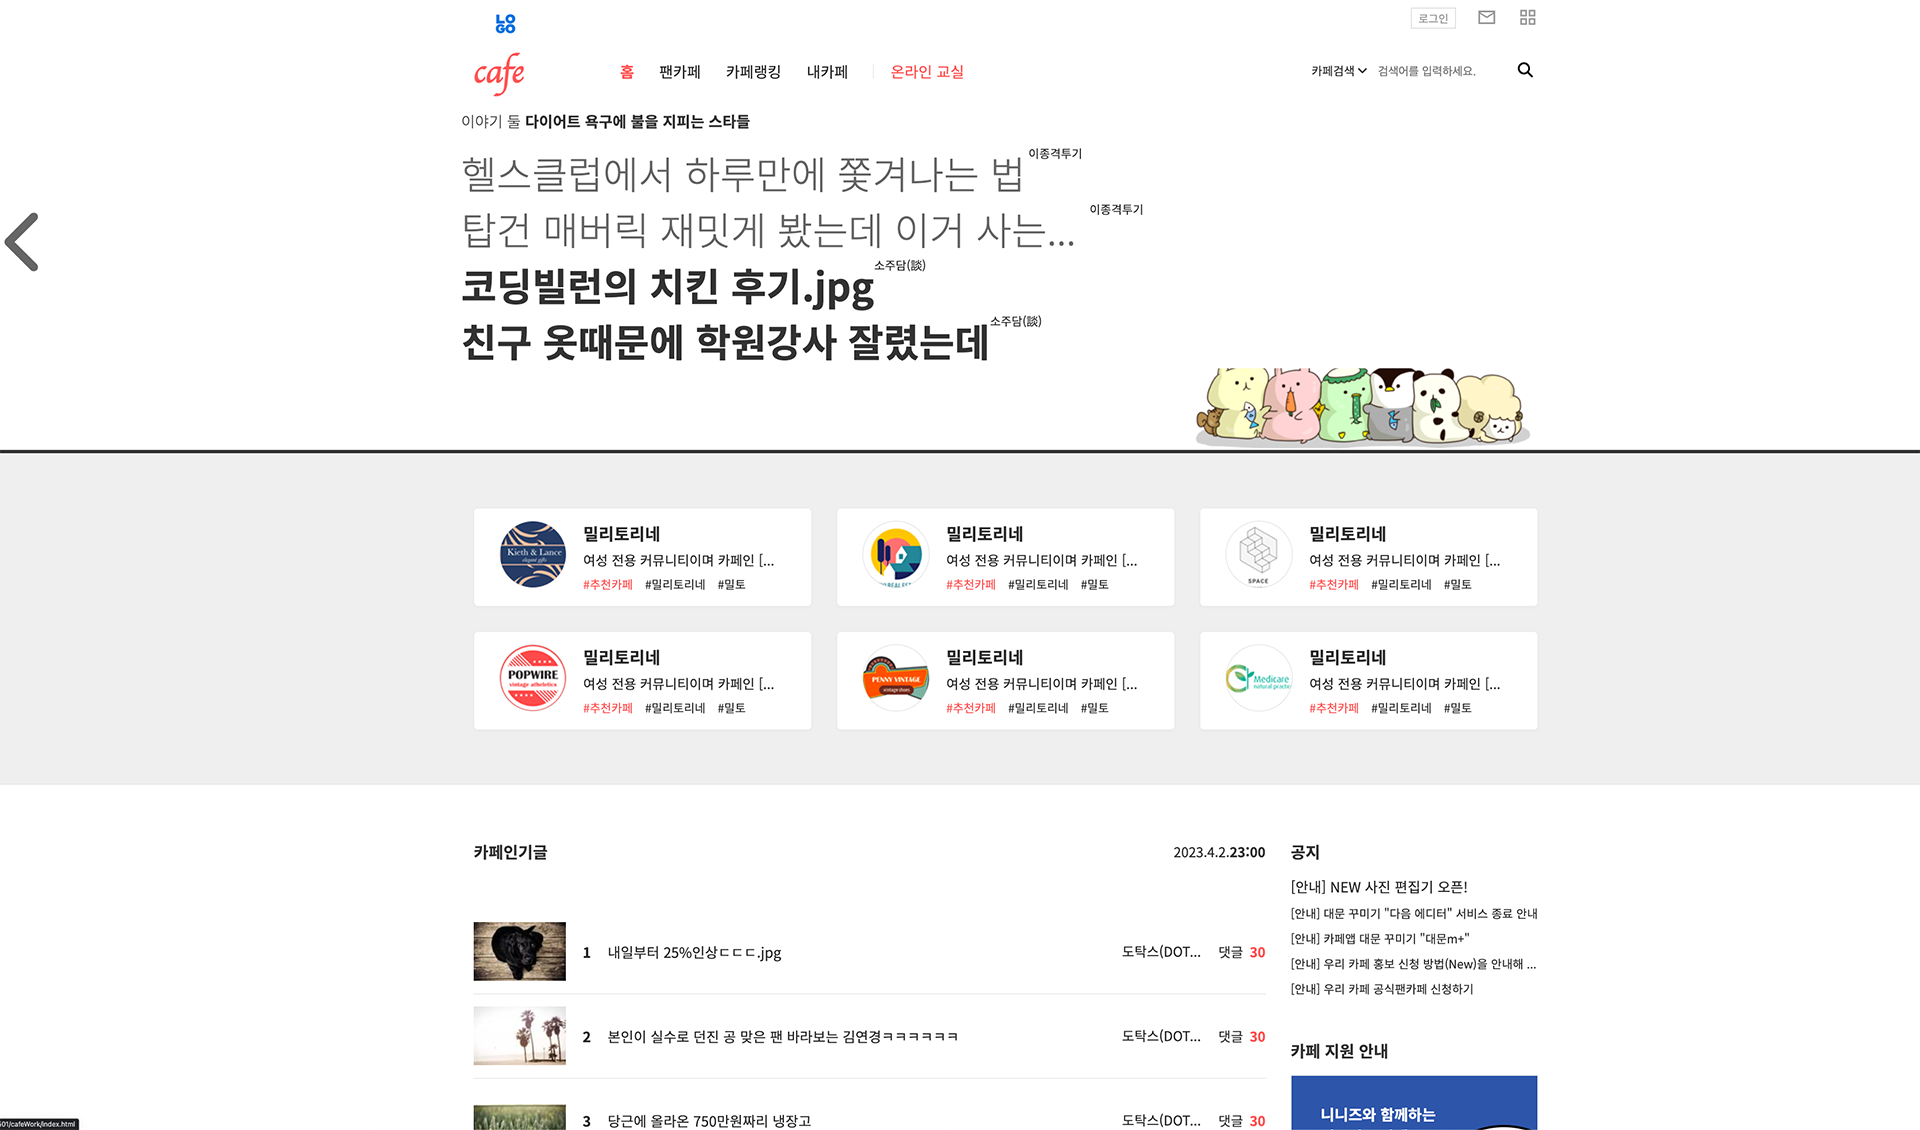 LOGO
로그인
cafe
홈 팬카페 카페랭킹 내카페 온라인 교실
카페검색 검색어를 입력하세요.
이야기 둘 다이어트 욕구에 불을 지피는 스타들
헬스클럽에서 하루만에 쫓겨나는 법 이종격투기
탑건 매버릭 재밋게 봤는데 이거 사는... 이종격투기
코딩빌런의 치킨 후기.jpg 소주담(談)
친구 옷때문에 학원강사 잘렸는데 소주담(談)
Kieth & Lance
elegant gifts
밀리토리네
여성 전용 커뮤니티이며 카페인 [...
#추천카페 #밀리토리네 #밀토
밀리토리네
여성 전용 커뮤니티이며 카페인 [...
#추천카페 #밀리토리네 #밀토
SPACE
밀리토리네
여성 전용 커뮤니티이며 카페인 [...
#추천카페 #밀리토리네 #밀토
POPWIRE
vintage atheletics
밀리토리네
여성 전용 커뮤니티이며 카페인 [...
#추천카페 #밀리토리네 #밀토
PENNY VINTAGE
vintage shoes
밀리토리네
여성 전용 커뮤니티이며 카페인 [...
#추천카페 #밀리토리네 #밀토
Medicare
natural practic
밀리토리네
여성 전용 커뮤니티이며 카페인 [...
#추천카페 #밀리토리네 #밀토
카페인기글 2023.4.2.23:00
1 내일부터 25%인상ㄷㄷㄷ.jpg 도탁스(DOT... 댓글 30
2 본인이 실수로 던진 공 맞은 팬 바라보는 김연경ㅋㅋㅋㅋㅋㅋ 도탁스(DOT... 댓글 30
3 당근에 올라온 750만원짜리 냉장고 도탁스(DOT... 댓글 30
공지
[안내] NEW 사진 편집기 오픈!
[안내] 대문 꾸미기 "다음 에디터" 서비스 종료 안내
[안내] 카페앱 대문 꾸미기 "대문m+"
[안내] 우리 카페 홍보 신청 방법(New)을 안내해 ...
[안내] 우리 카페 공식팬카페 신청하기
카페 지원 안내
니니즈와 함께하는
501/cafeWork/index.html